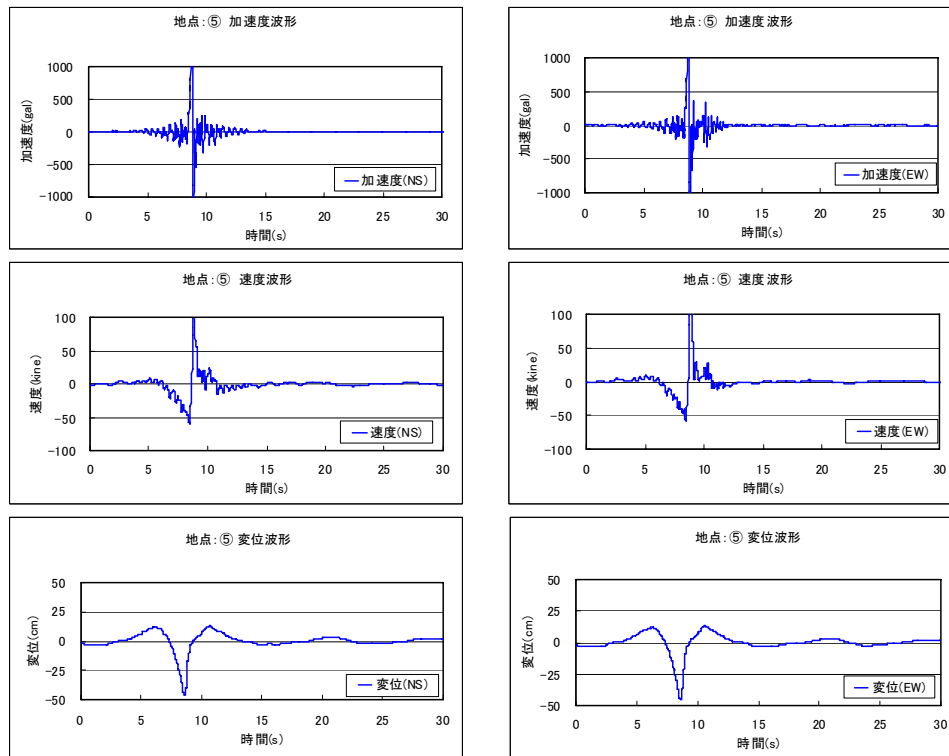 地点:⑤ 加速度波形
1000
500
0
-500
-1000
加速度(gal)
加速度(NS)
0 5 10 15 20 25 30
時間(s)
地点:⑤ 加速度波形
1000
500
0
-500
-1000
加速度(gal)
加速度(EW)
0 5 10 15 20 25 30
時間(s)
地点:⑤ 速度波形
100
50
0
-50
-100
速度(kine)
速度(NS)
0 5 10 15 20 25 30
時間(s)
地点:⑤ 速度波形
100
50
0
-50
-100
速度(kine)
速度(EW)
0 5 10 15 20 25 30
時間(s)
地点:⑤ 変位波形
50
25
0
-25
-50
変位(cm)
変位(NS)
0 5 10 15 20 25 30
時間(s)
地点:⑤ 変位波形
50
25
0
-25
-50
変位(cm)
変位(EW)
0 5 10 15 20 25 30
時間(s)